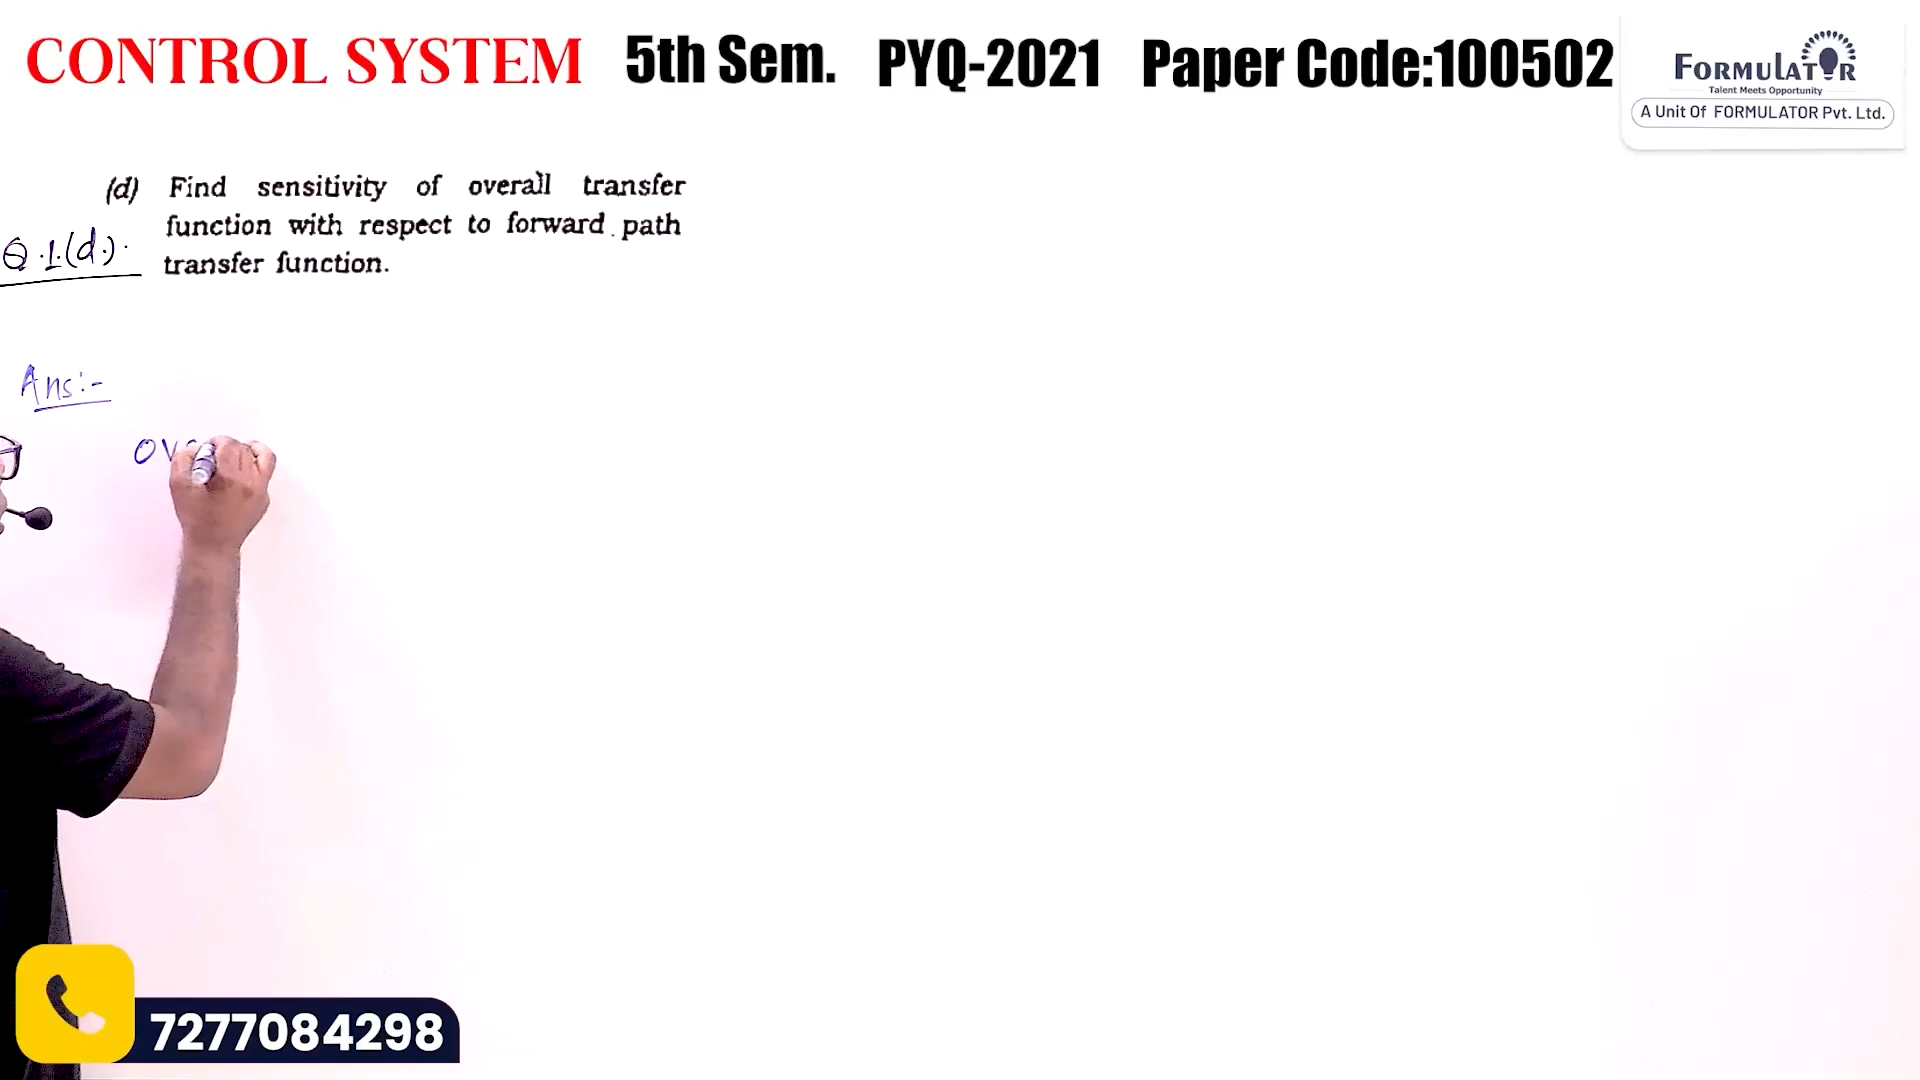 CONTROL SYSTEM 5th Sem. PYQ-2021 Paper Code:100502
FORMULATOR
Talent Meets Opportunity
A Unit Of FORMULATOR Pvt. Ltd.
(d) Find sensitivity of overall transfer
function with respect to forward path
transfer function.
Q.1.(d).
Ans:-
7277084298